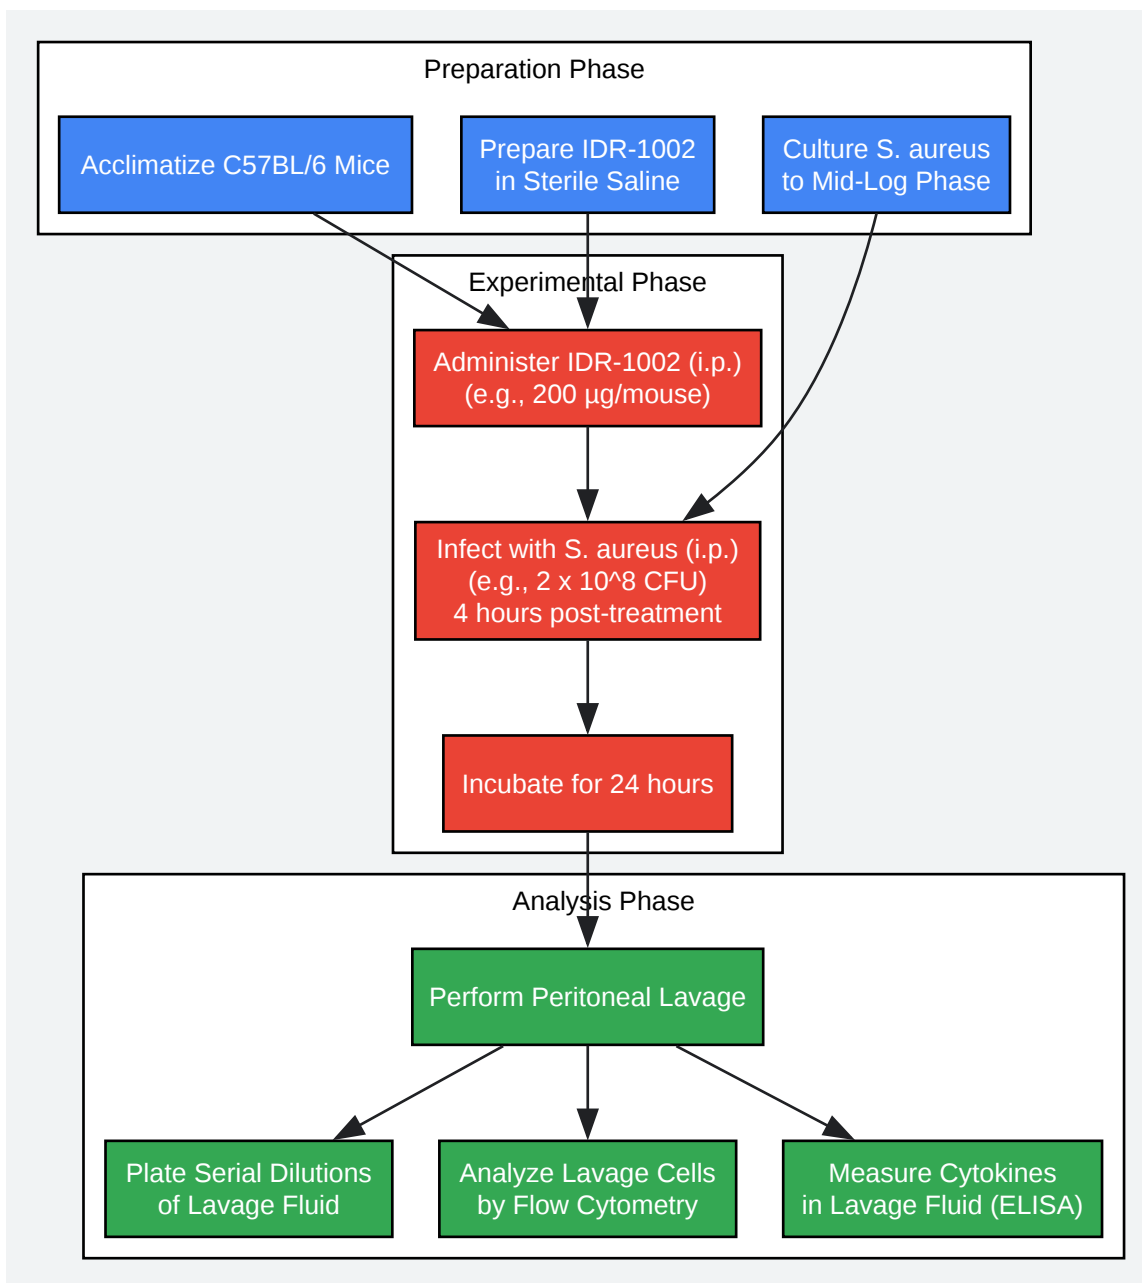 Preparation Phase
Acclimatize C57BL/6 Mice
Prepare IDR-1002
in Sterile Saline
Culture S. aureus
to Mid-Log Phase
Experimental Phase
Administer IDR-1002 (i.p.)
(e.g., 200 µg/mouse)
Infect with S. aureus (i.p.)
(e.g., 2 x 10^8 CFU)
4 hours post-treatment
Incubate for 24 hours
Analysis Phase
Perform Peritoneal Lavage
Plate Serial Dilutions
of Lavage Fluid
Analyze Lavage Cells
by Flow Cytometry
Measure Cytokines
in Lavage Fluid (ELISA)